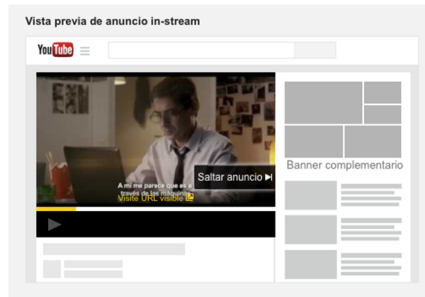 Vista previa de anuncio in-stream
YouTube
Saltar anuncio
A mi me parece que es a
través de las máquinas
Visite URL visible
Banner complementario